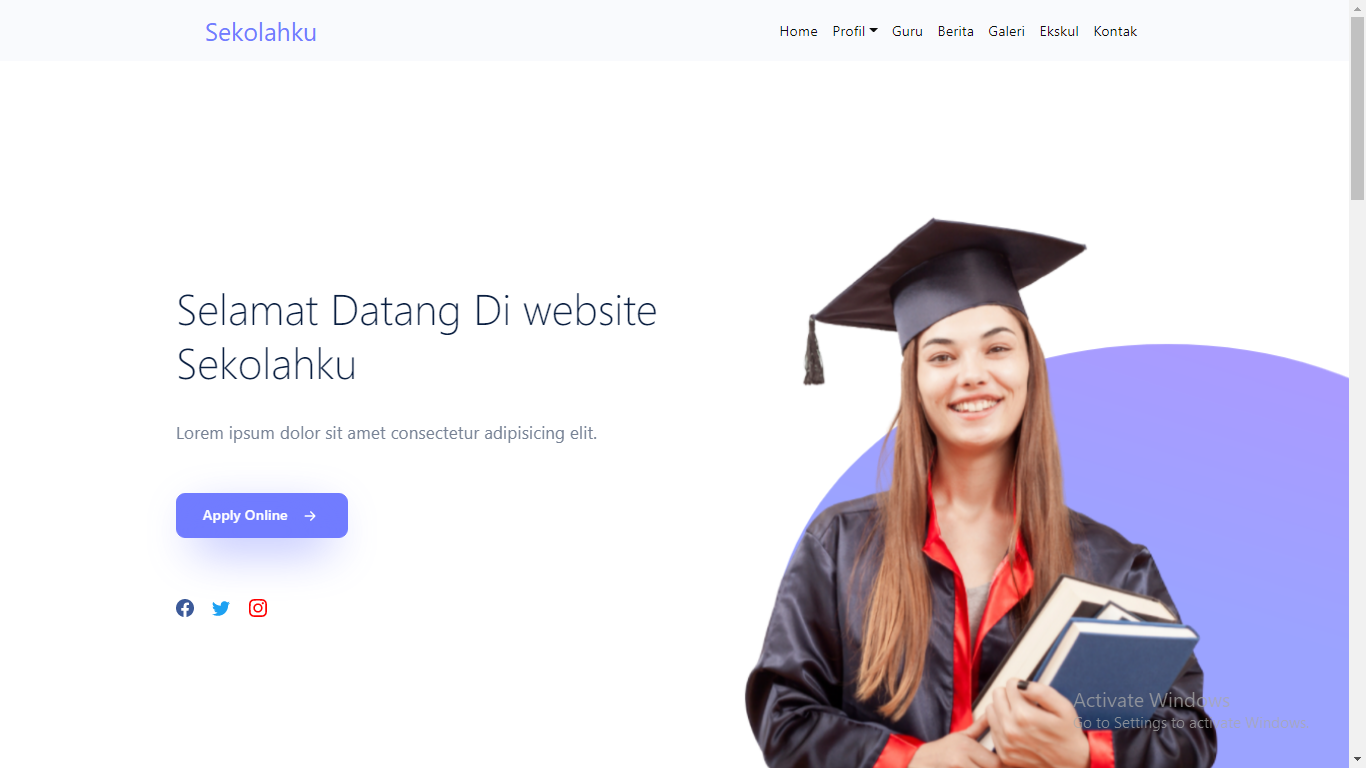 Sekolahku
Home Profil Guru Berita Galeri Ekskul Kontak
Selamat Datang Di website
Sekolahku
Lorem ipsum dolor sit amet consectetur adipisicing elit.
Apply Online
Activate Windows
Go to Settings to activate Windows.